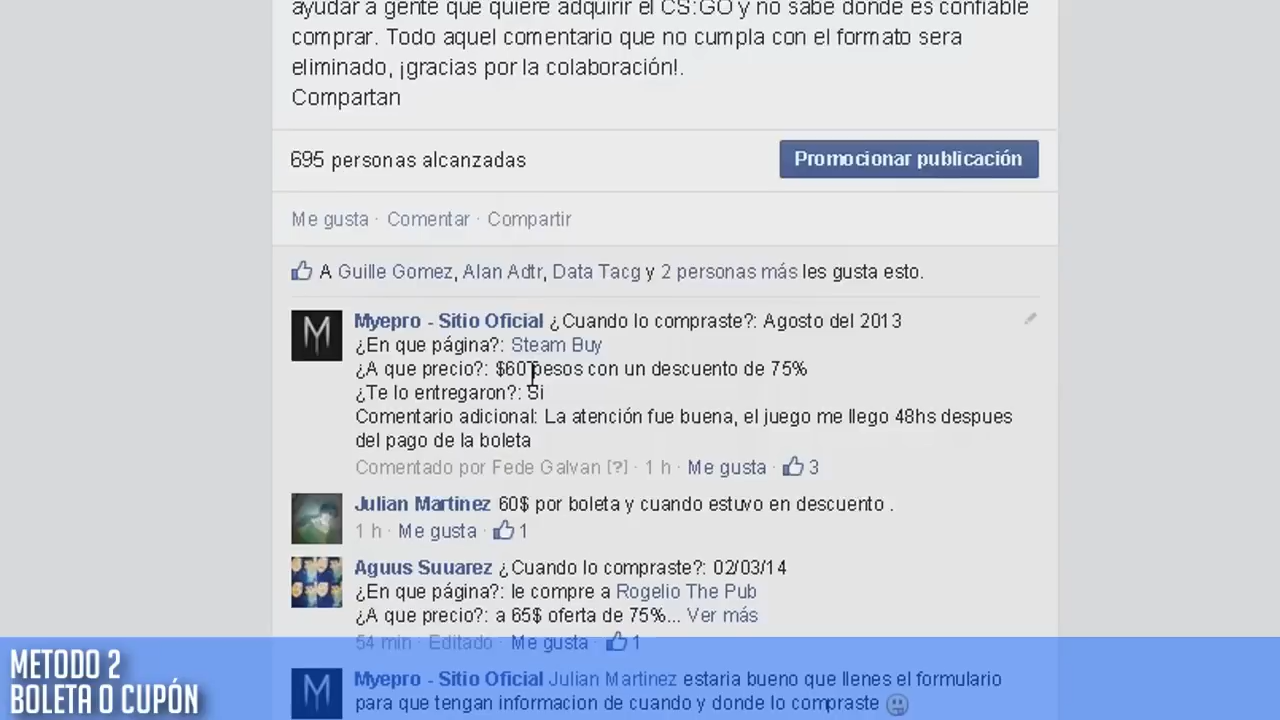 ayudar a gente que quiere adquirir el CS:GO y no sabe donde es confiable
comprar. Todo aquel comentario que no cumpla con el formato sera
eliminado, ¡gracias por la colaboración!.
Compartan
695 personas alcanzadas
Promocionar publicación
Me gusta · Comentar · Compartir
A Guille Gomez, Alan Adtr, Data Tacg y 2 personas más les gusta esto.
Myepro - Sitio Oficial ¿Cuando lo compraste?: Agosto del 2013
¿En que página?: Steam Buy
¿A que precio?: $60 pesos con un descuento de 75%
¿Te lo entregaron?: Si
Comentario adicional: La atención fue buena, el juego me llego 48hs despues
del pago de la boleta
Comentado por Fede Galvan [?] · 1 h · Me gusta · 3
Julian Martinez 60$ por boleta y cuando estuvo en descuento .
1 h · Me gusta · 1
Aguus Suuarez ¿Cuando lo compraste?: 02/03/14
¿En que página?: le compre a Rogelio The Pub
¿A que precio?: a 65$ oferta de 75%... Ver más
54 min · Editado · Me gusta · 1
Myepro - Sitio Oficial Julian Martinez estaria bueno que llenes el formulario
para que tengan informacion de cuando y donde lo compraste
METODO 2
BOLETA O CUPÓN